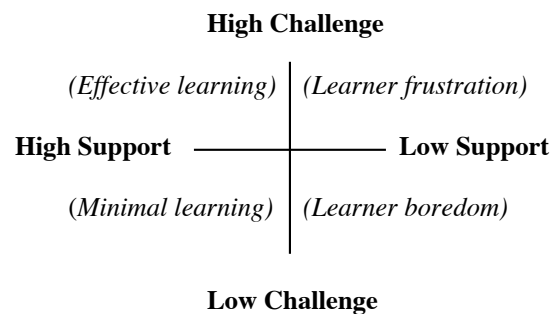 High Challenge
(Effective learning) (Learner frustration)
High Support Low Support
(Minimal learning) (Learner boredom)
Low Challenge